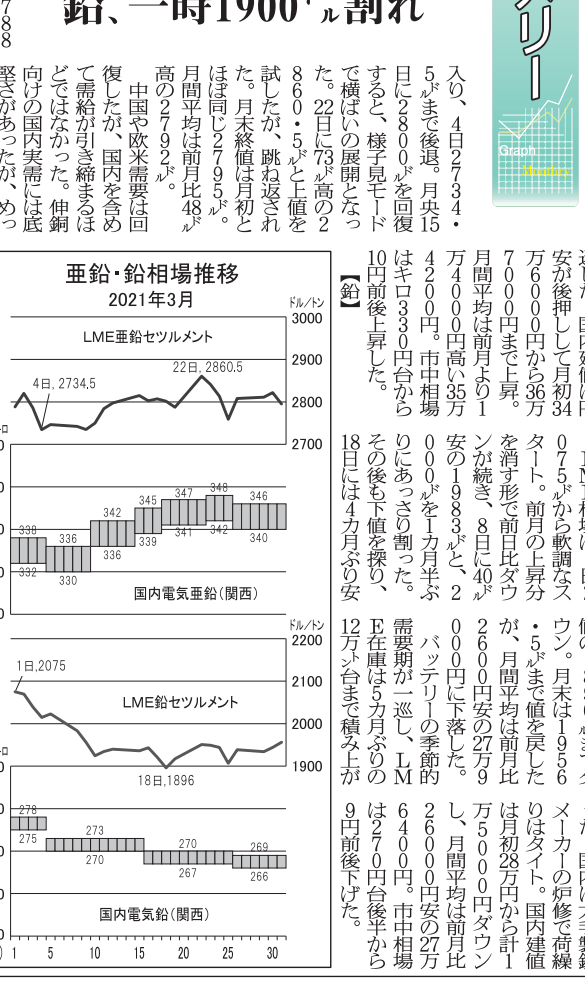 鉛、一時1900㌦割れ
788
スリー
Graph
Monthly
入り、4日2734・
5㌦まで後退。月央15
日に2800㌦を回復
すると、様子見モード
で横ばいの展開となっ
た。22日に73㌦高の2
860・5㌦と上値を
試したが、跳ね返され
た。月末終値は月初と
ほぼ同じ2795㌦。
月間平均は前月比48㌦
高の2792㌦。
中国や欧米需要は回
復したが、国内を含め
て需給が引き締まるほ
どではなかった。伸銅
向けの国内実需には底
堅さがあったが、めっ
安が後押しして月初34
万6000円から36万
7000円まで上昇。
月間平均は前月より1
万4000円高い35万
4200円。市中相場
はキロ330円台から
10円前後上昇した。
【鉛】
075㌦から軟調なス
タート。前月の上昇分
を消す形で前日比ダウ
ンが続き、8日に40㌦
安の1983㌦と、2
000㌦を1カ月半ぶ
りにあっさり割った。
その後も下値を探り、
18日には4カ月ぶり安
ウン。月末は1956
・5㌦まで値を戻した
が、月間平均は前月比
2600円安の27万9
000円に下落した。
バッテリーの季節的
需要期が一巡し、LM
E在庫は5カ月ぶりの
12万㌧台まで積み上が
メーカーの炉修で荷繰
りはタイト。国内建値
は月初28万円から計1
万5000円ダウン
し、月間平均は前月比
2600円安の27万
6400円。市中相場
は270円台後半から
9円前後下げた。
亜鉛・鉛相場推移
2021年3月
ドル/トン
3000
LME亜鉛セツルメント
2900
22日,2860.5
4日,2734.5
2800
2700
338 336 342 345 347 348 346
332 330 336 339 341 342 340
国内電気亜鉛(関西)
ドル/トン
2200
1日,2075
2100
LME鉛セツルメント
2000
1900
18日,1896
278 273 270 269
275 270 267 266
国内電気鉛(関西)
1 5 10 15 20 25 30